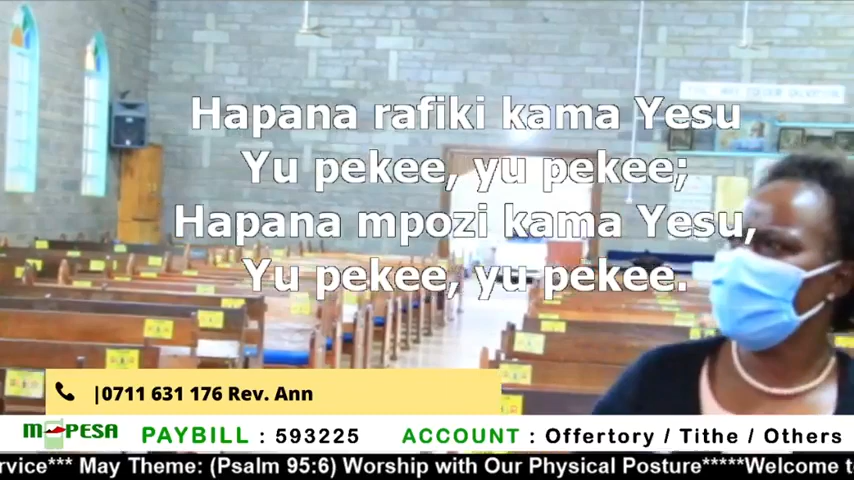 Hapana rafiki kama Yesu
Yu pekee, yu pekee;
Hapana mpozi kama Yesu,
Yu pekee, yu pekee.
|0711 631 176 Rev. Ann
M-PESA PAYBILL : 593225 ACCOUNT : Offertory / Tithe / Others
rvice*** May Theme: (Psalm 95:6) Worship with Our Physical Posture*****Welcome to